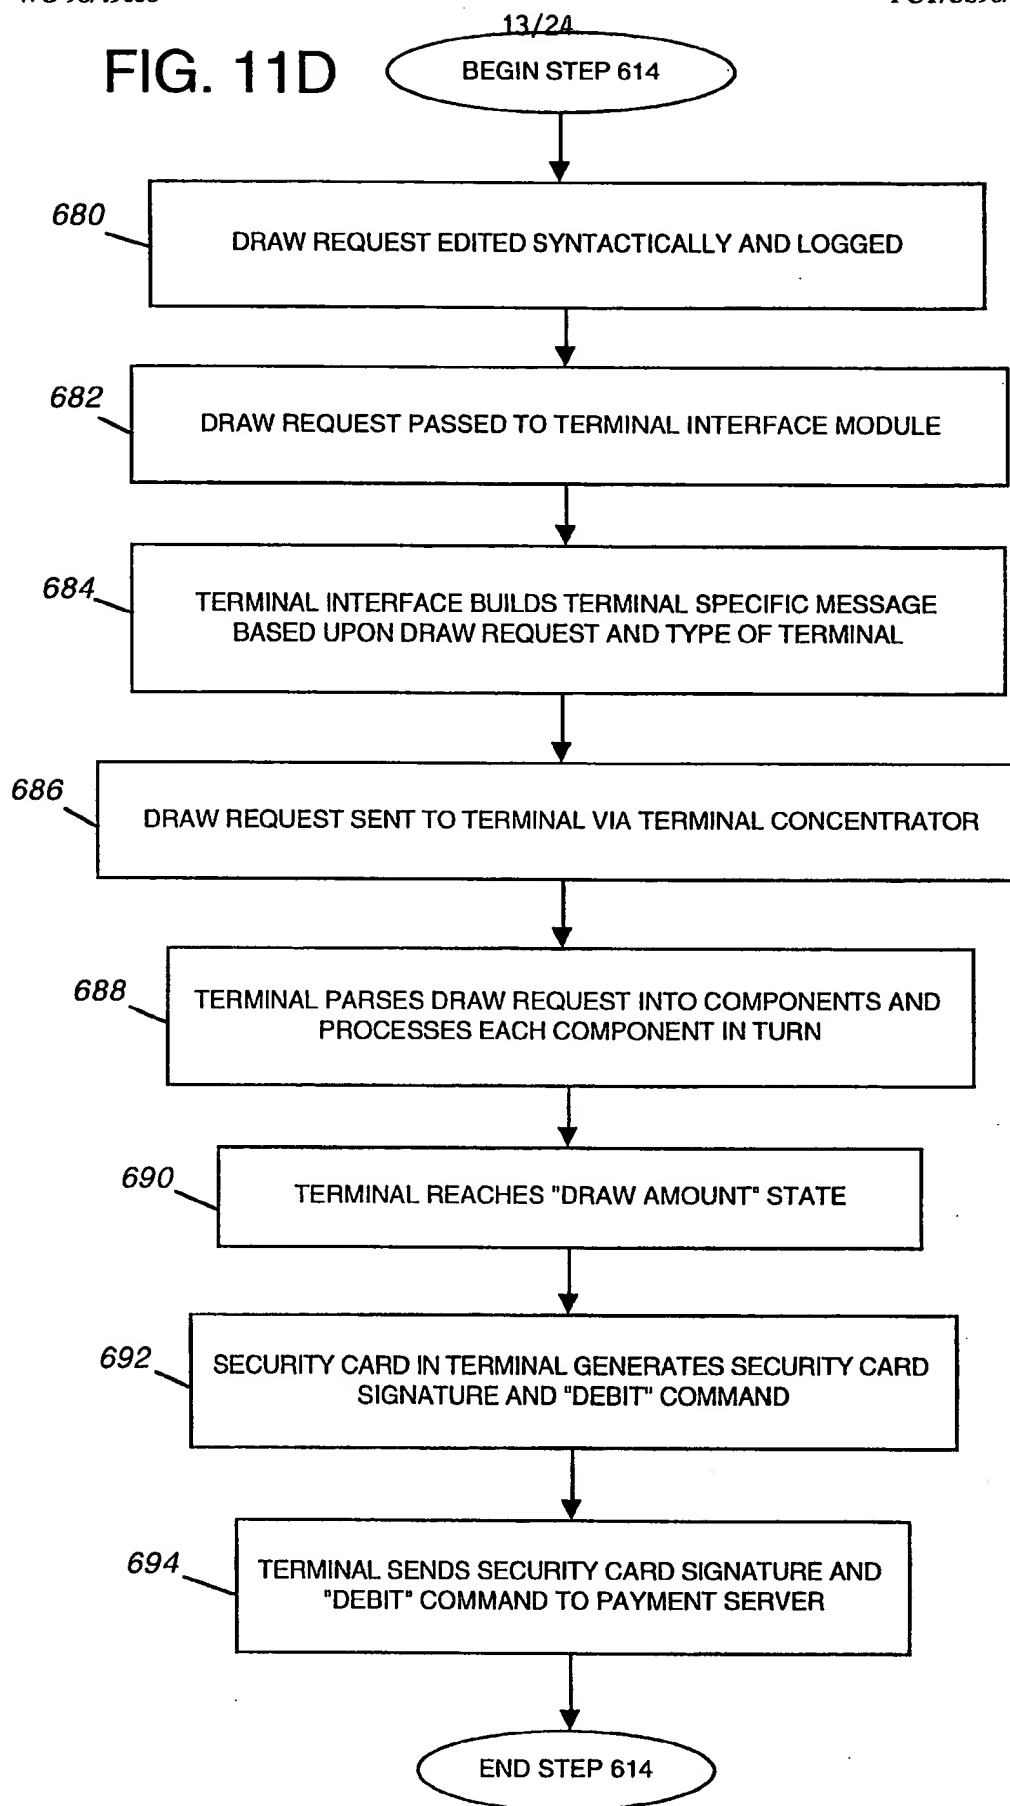 13/24
FIG. 11D
BEGIN STEP 614
680
DRAW REQUEST EDITED SYNTACTICALLY AND LOGGED
682
DRAW REQUEST PASSED TO TERMINAL INTERFACE MODULE
684
TERMINAL INTERFACE BUILDS TERMINAL SPECIFIC MESSAGE
BASED UPON DRAW REQUEST AND TYPE OF TERMINAL
686
DRAW REQUEST SENT TO TERMINAL VIA TERMINAL CONCENTRATOR
688
TERMINAL PARSES DRAW REQUEST INTO COMPONENTS AND
PROCESSES EACH COMPONENT IN TURN
690
TERMINAL REACHES "DRAW AMOUNT" STATE
692
SECURITY CARD IN TERMINAL GENERATES SECURITY CARD
SIGNATURE AND "DEBIT" COMMAND
694
TERMINAL SENDS SECURITY CARD SIGNATURE AND
"DEBIT" COMMAND TO PAYMENT SERVER
END STEP 614